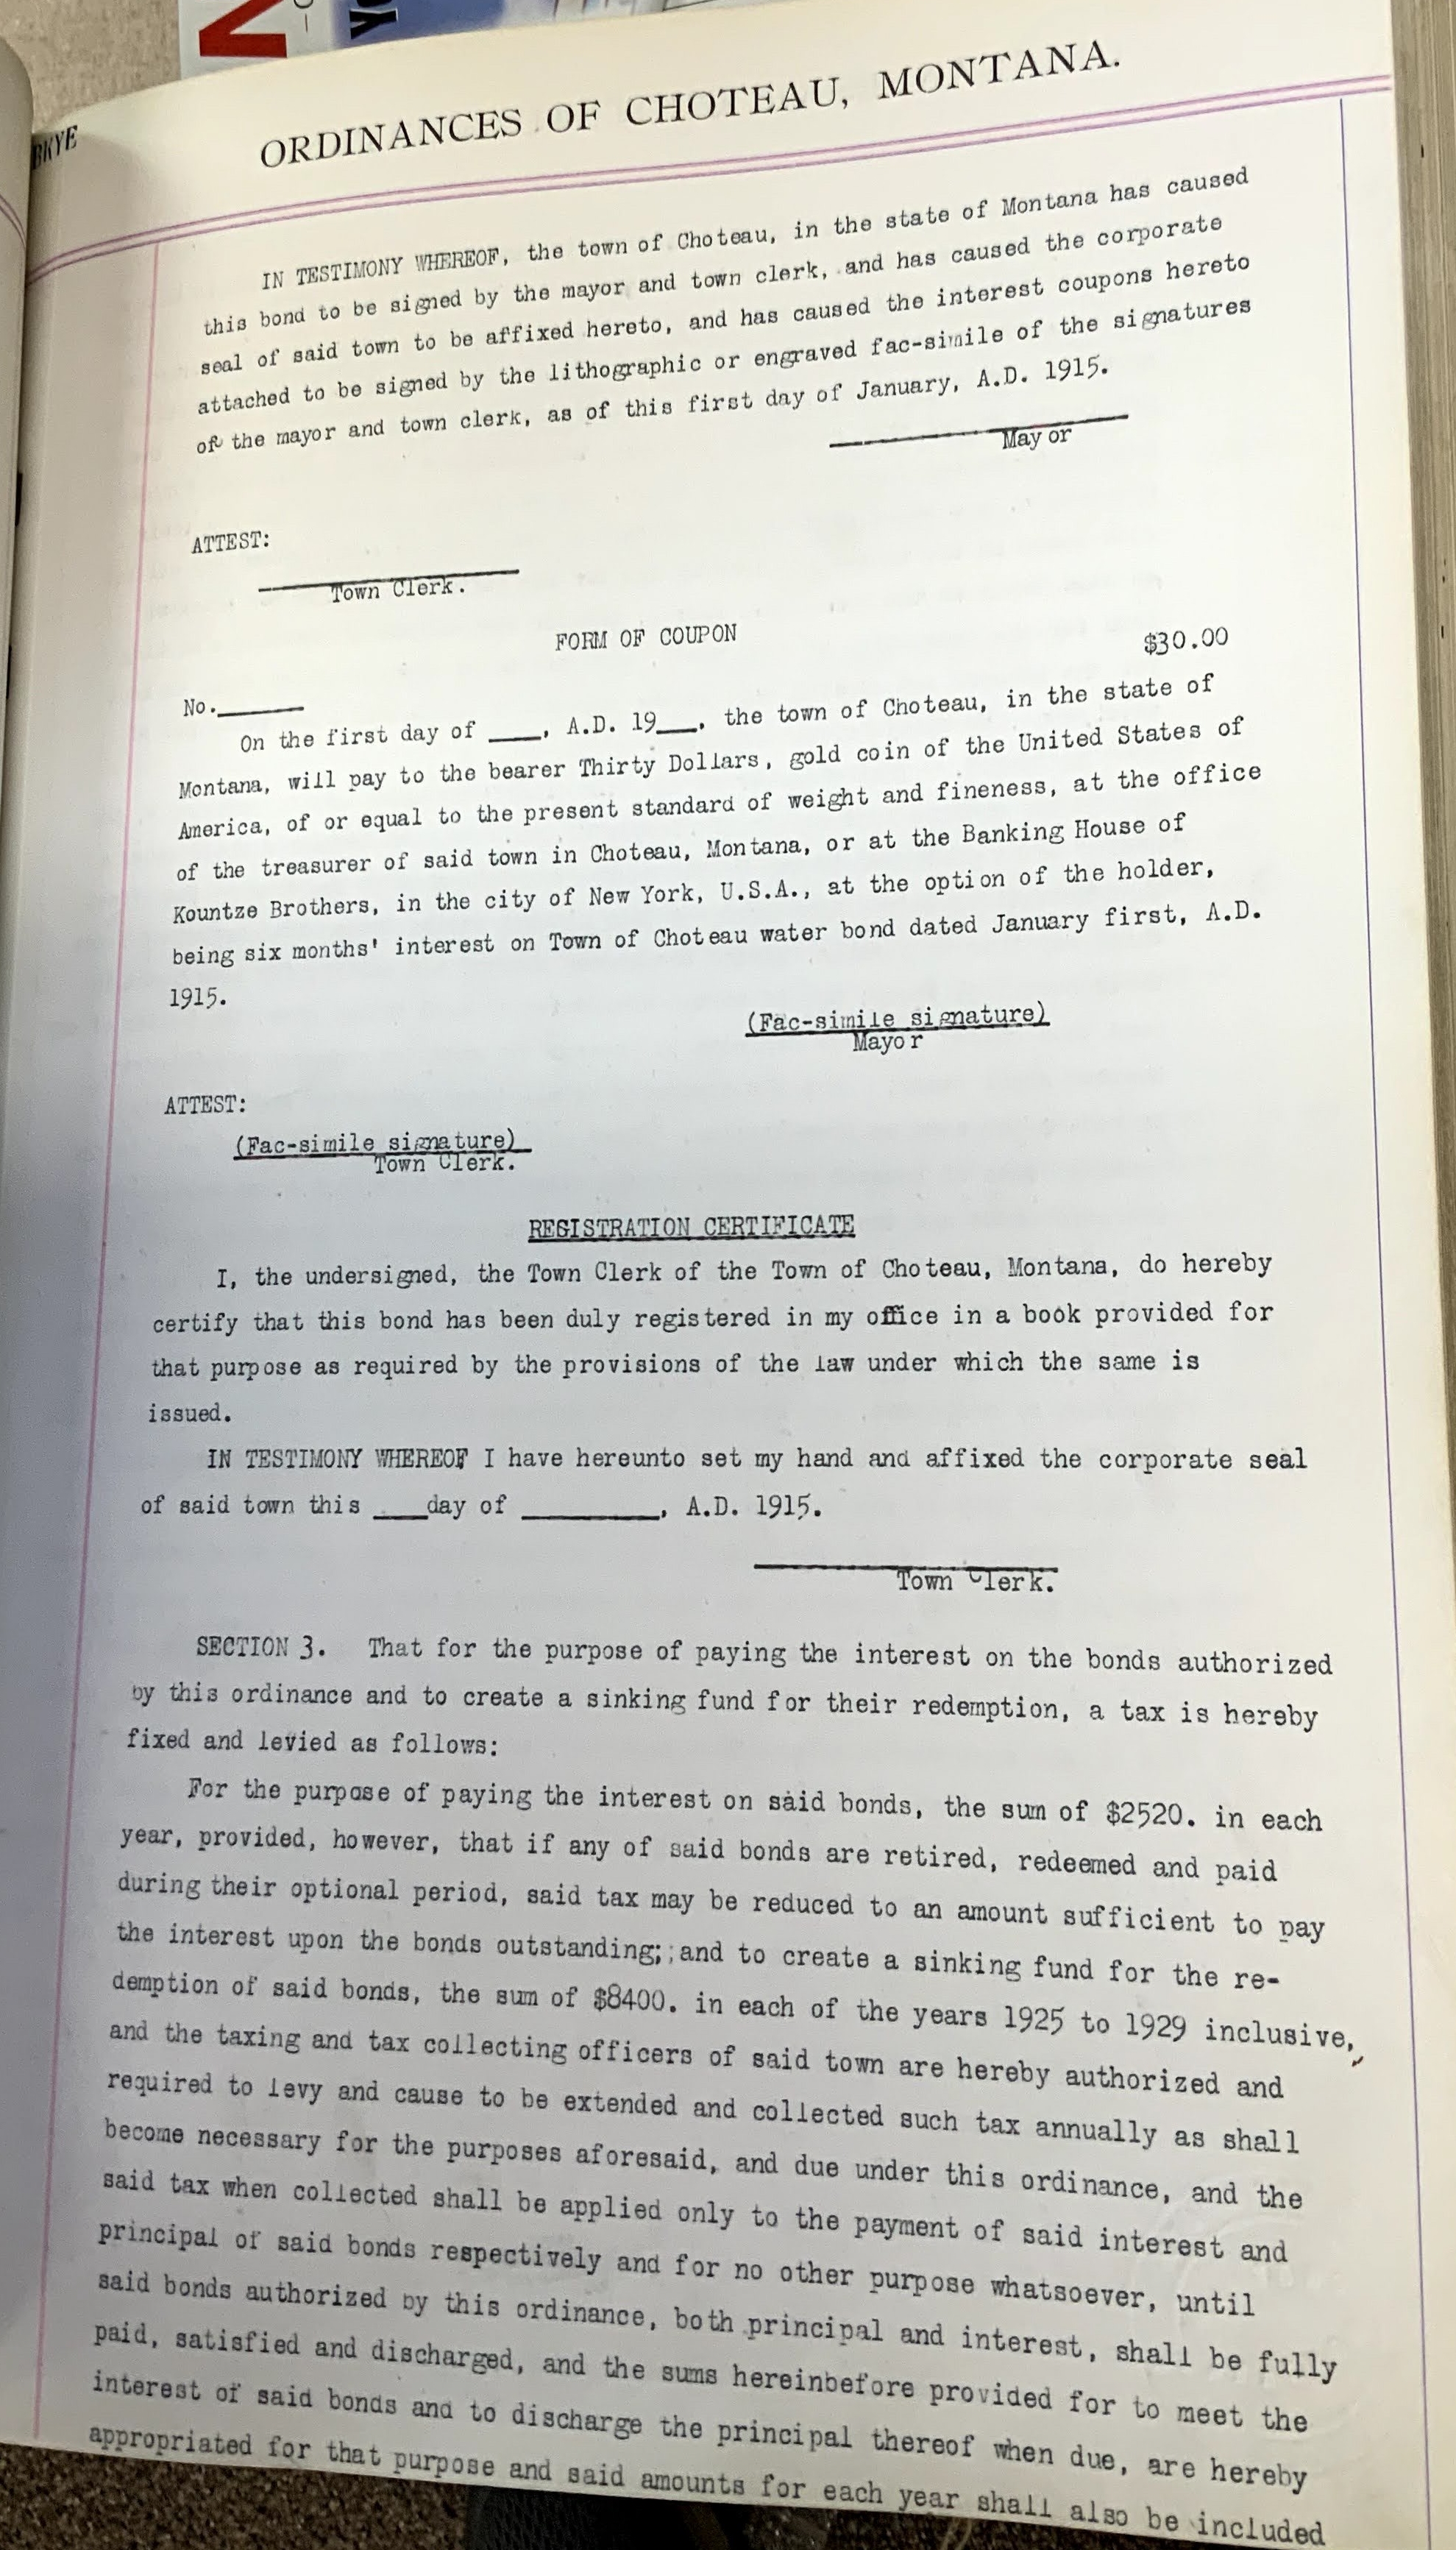 ORDINANCES OF CHOTEAU, MONTANA.
IN TESTIMONY WHEREOF, the town of Choteau, in the state of Montana has caused
this bond to be signed by the mayor and town clerk, and has caused the corporate
seal of said town to be affixed hereto, and has caused the interest coupons hereto
attached to be signed by the lithographic or engraved fac-simile of the signatures
of the mayor and town clerk, as of this first day of January, A.D. 1915.
Mayor
ATTEST:
Town Clerk.
FORM OF COUPON
$30.00
No.______
On the first day of ___, A.D. 19__, the town of Choteau, in the state of
Montana, will pay to the bearer Thirty Dollars, gold coin of the United States of
America, of or equal to the present standard of weight and fineness, at the office
of the treasurer of said town in Choteau, Montana, or at the Banking House of
Kountze Brothers, in the city of New York, U.S.A., at the option of the holder,
being six months' interest on Town of Choteau water bond dated January first, A.D.
1915.
(Fac-simile signature)
Mayor
ATTEST:
(Fac-simile signature)
Town Clerk.
REGISTRATION CERTIFICATE
I, the undersigned, the Town Clerk of the Town of Choteau, Montana, do hereby
certify that this bond has been duly registered in my office in a book provided for
that purpose as required by the provisions of the law under which the same is
issued.
IN TESTIMONY WHEREOF I have hereunto set my hand and affixed the corporate seal
of said town this ___day of ________, A.D. 1915.
Town Clerk.
SECTION 3. That for the purpose of paying the interest on the bonds authorized
by this ordinance and to create a sinking fund for their redemption, a tax is hereby
fixed and levied as follows:
For the purpose of paying the interest on said bonds, the sum of $2520. in each
year, provided, however, that if any of said bonds are retired, redeemed and paid
during their optional period, said tax may be reduced to an amount sufficient to pay
the interest upon the bonds outstanding;;and to create a sinking fund for the re-
demption of said bonds, the sum of $8400. in each of the years 1925 to 1929 inclusive,
and the taxing and tax collecting officers of said town are hereby authorized and
required to levy and cause to be extended and collected such tax annually as shall
become necessary for the purposes aforesaid, and due under this ordinance, and the
said tax when collected shall be applied only to the payment of said interest and
principal of said bonds respectively and for no other purpose whatsoever, until
said bonds authorized by this ordinance, both principal and interest, shall be fully
paid, satisfied and discharged, and the sums hereinbefore provided for to meet the
interest of said bonds and to discharge the principal thereof when due, are hereby
appropriated for that purpose and said amounts for each year shall also be included